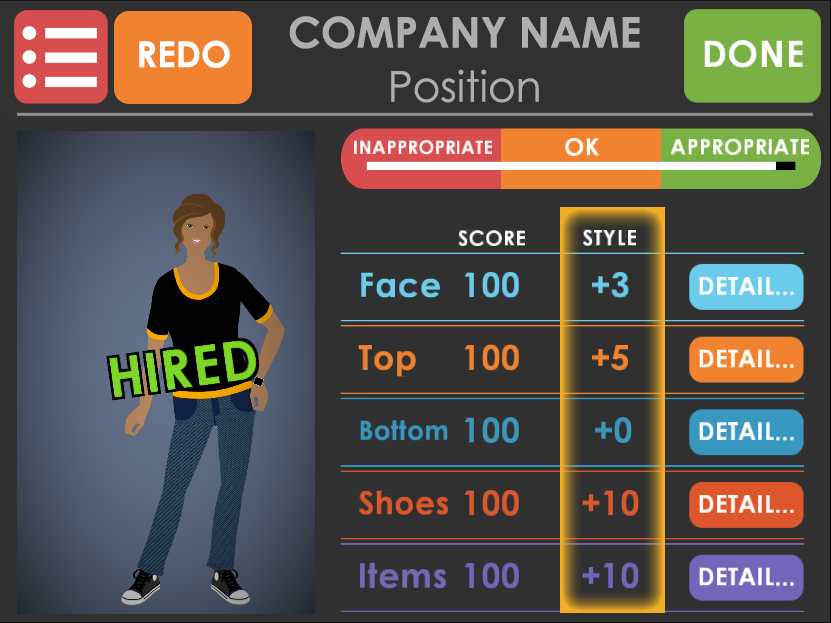 REDO
COMPANY NAME
Position
DONE
INAPPROPRIATE OK APPROPRIATE
SCORE STYLE
Face 100 +3 DETAIL...
Top 100 +5 DETAIL...
HIRED
Bottom 100 +0 DETAIL...
Shoes 100 +10 DETAIL...
Items 100 +10 DETAIL...